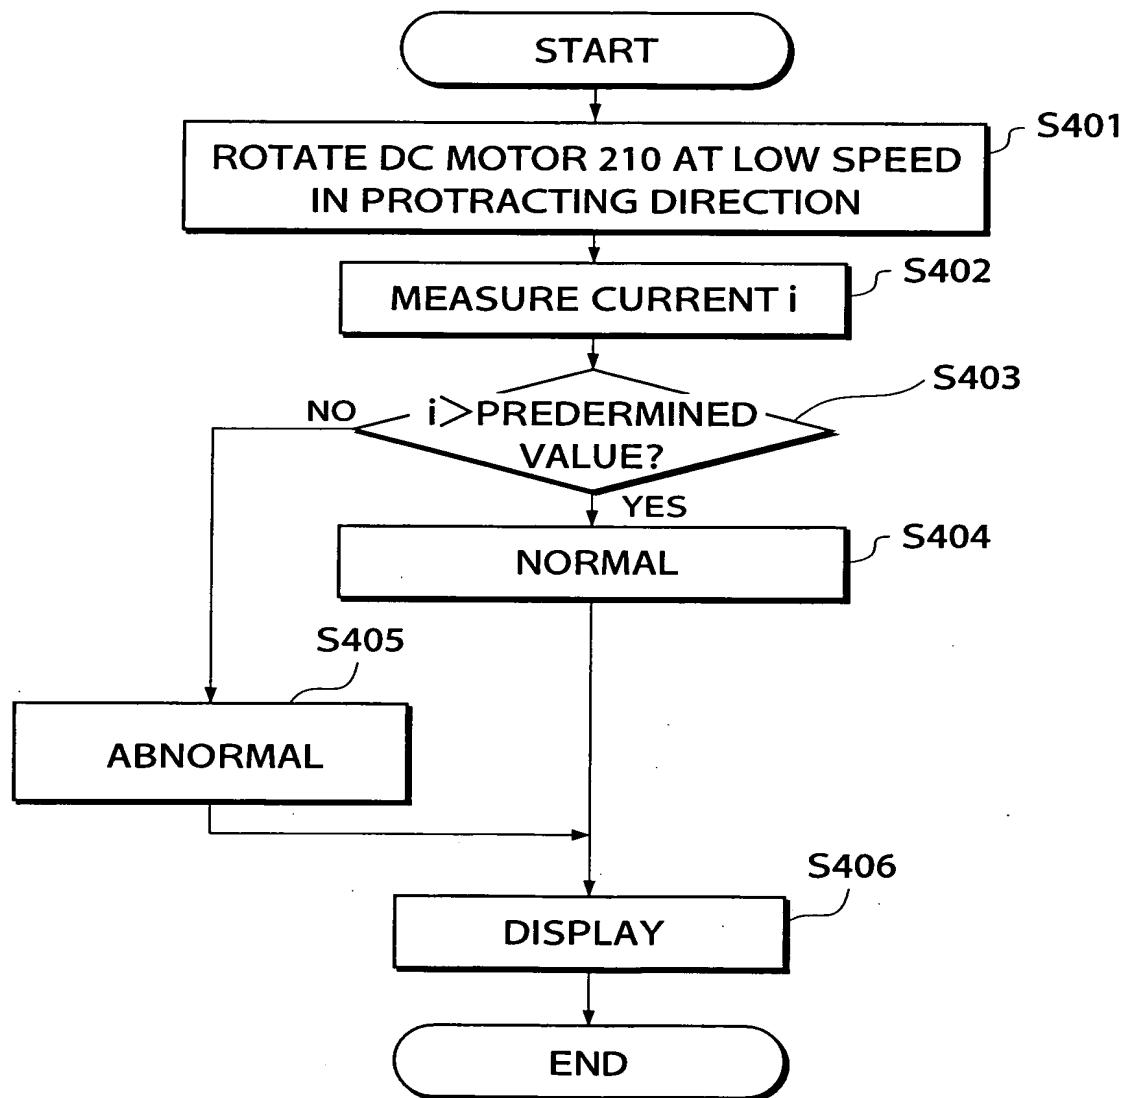 START
S401
ROTATE DC MOTOR 210 AT LOW SPEED
IN PROTRACTING DIRECTION
S402
MEASURE CURRENT i
S403
NO
i>PREDERMINED
VALUE?
YES
S404
NORMAL
S405
ABNORMAL
S406
DISPLAY
END